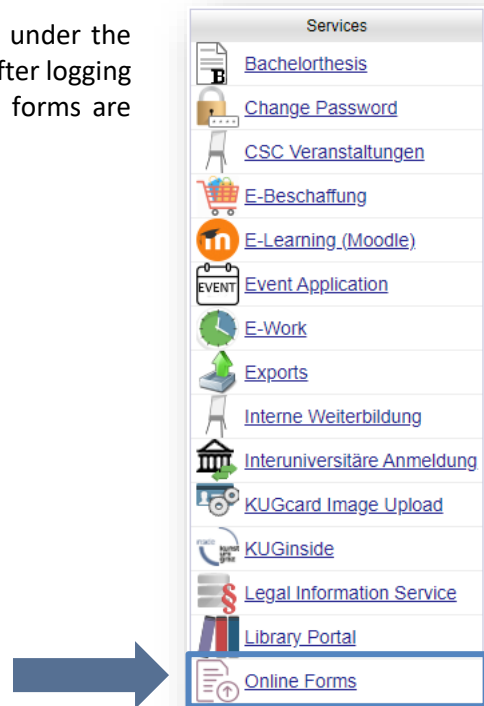 under the
fter logging
forms are
Services
B
Bachelorthesis
Change Password
CSC Veranstaltungen
E-Beschaffung
m
E-Learning (Moodle)
EVENT
Event Application
E-Work
Exports
Interne Weiterbildung
Interuniversitäre Anmeldung
KUGcard Image Upload
KUGinside
§
Legal Information Service
Library Portal
Online Forms